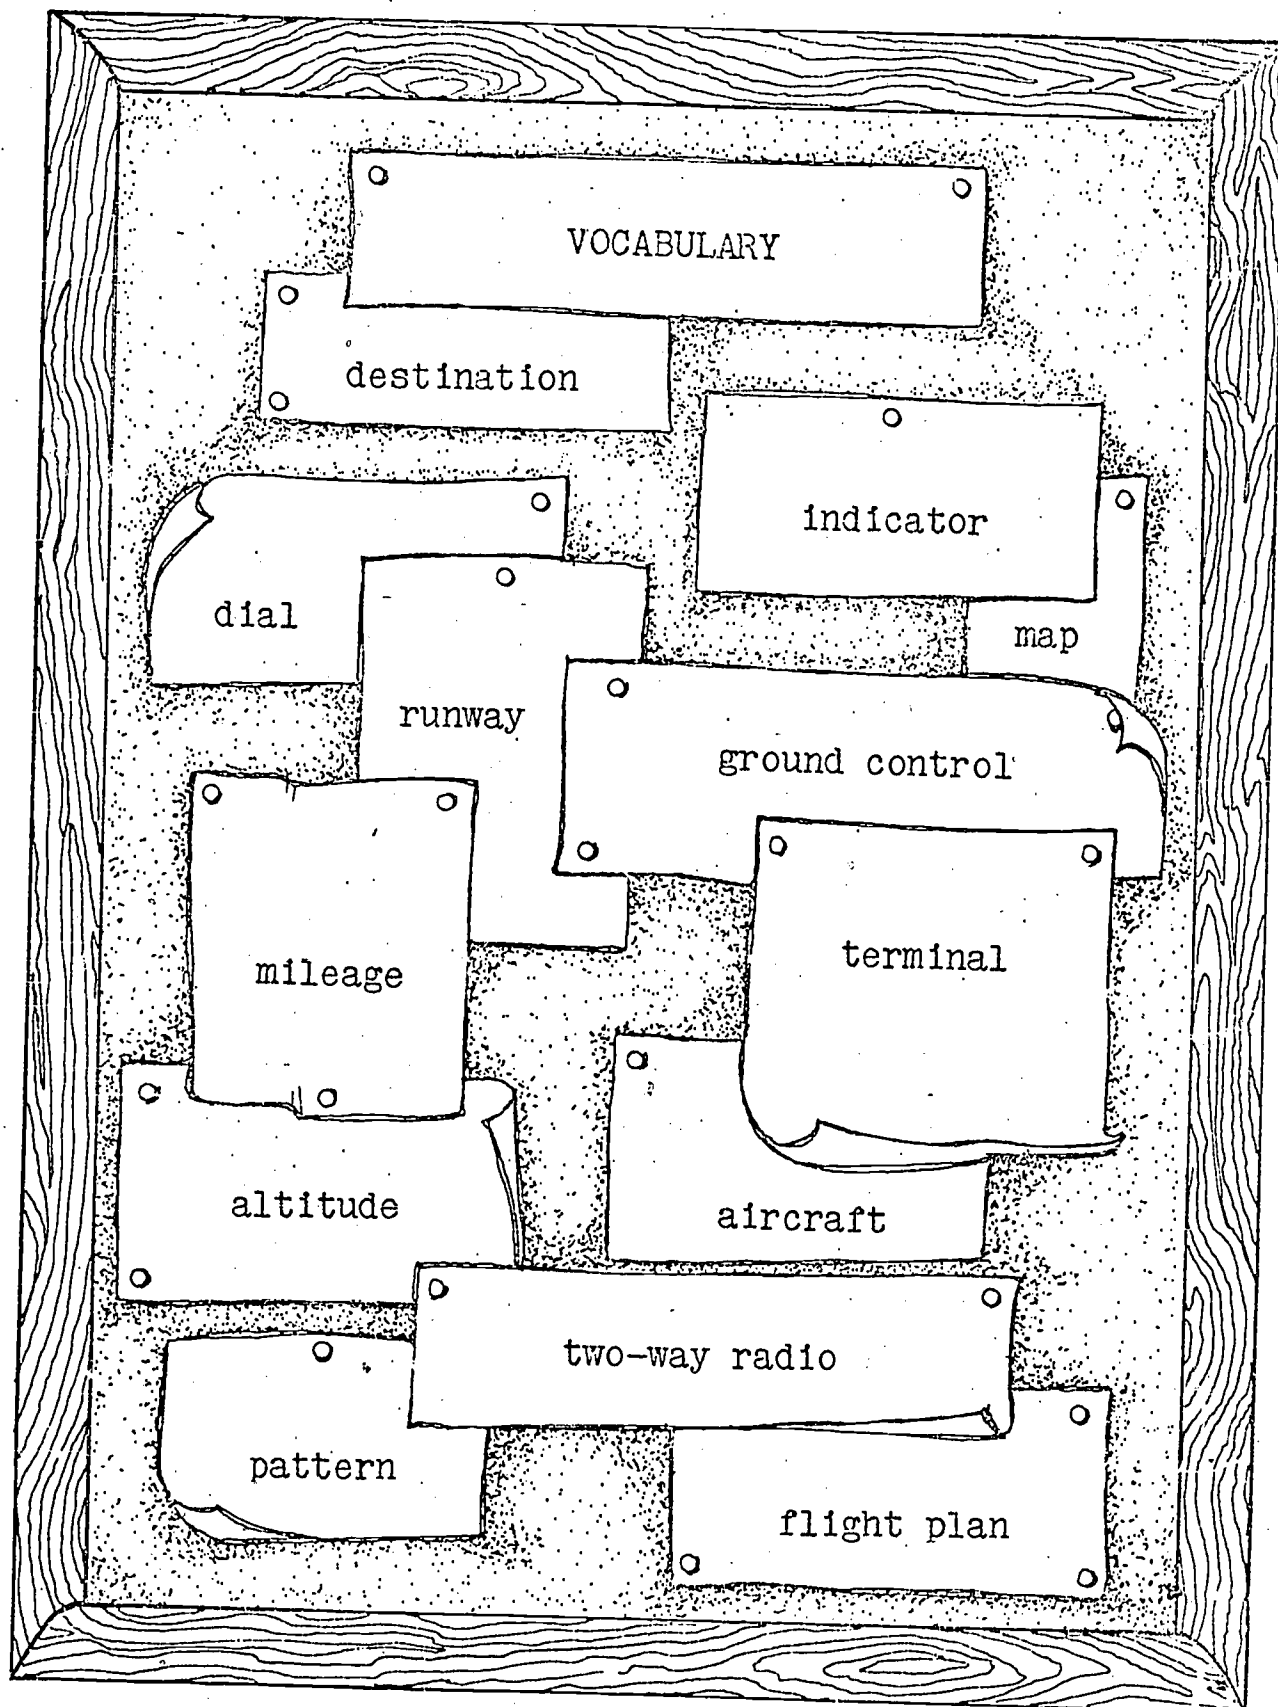 VOCABULARY
destination
indicator
dial
map
runway
ground control
mileage
terminal
altitude
aircraft
two-way radio
pattern
flight plan